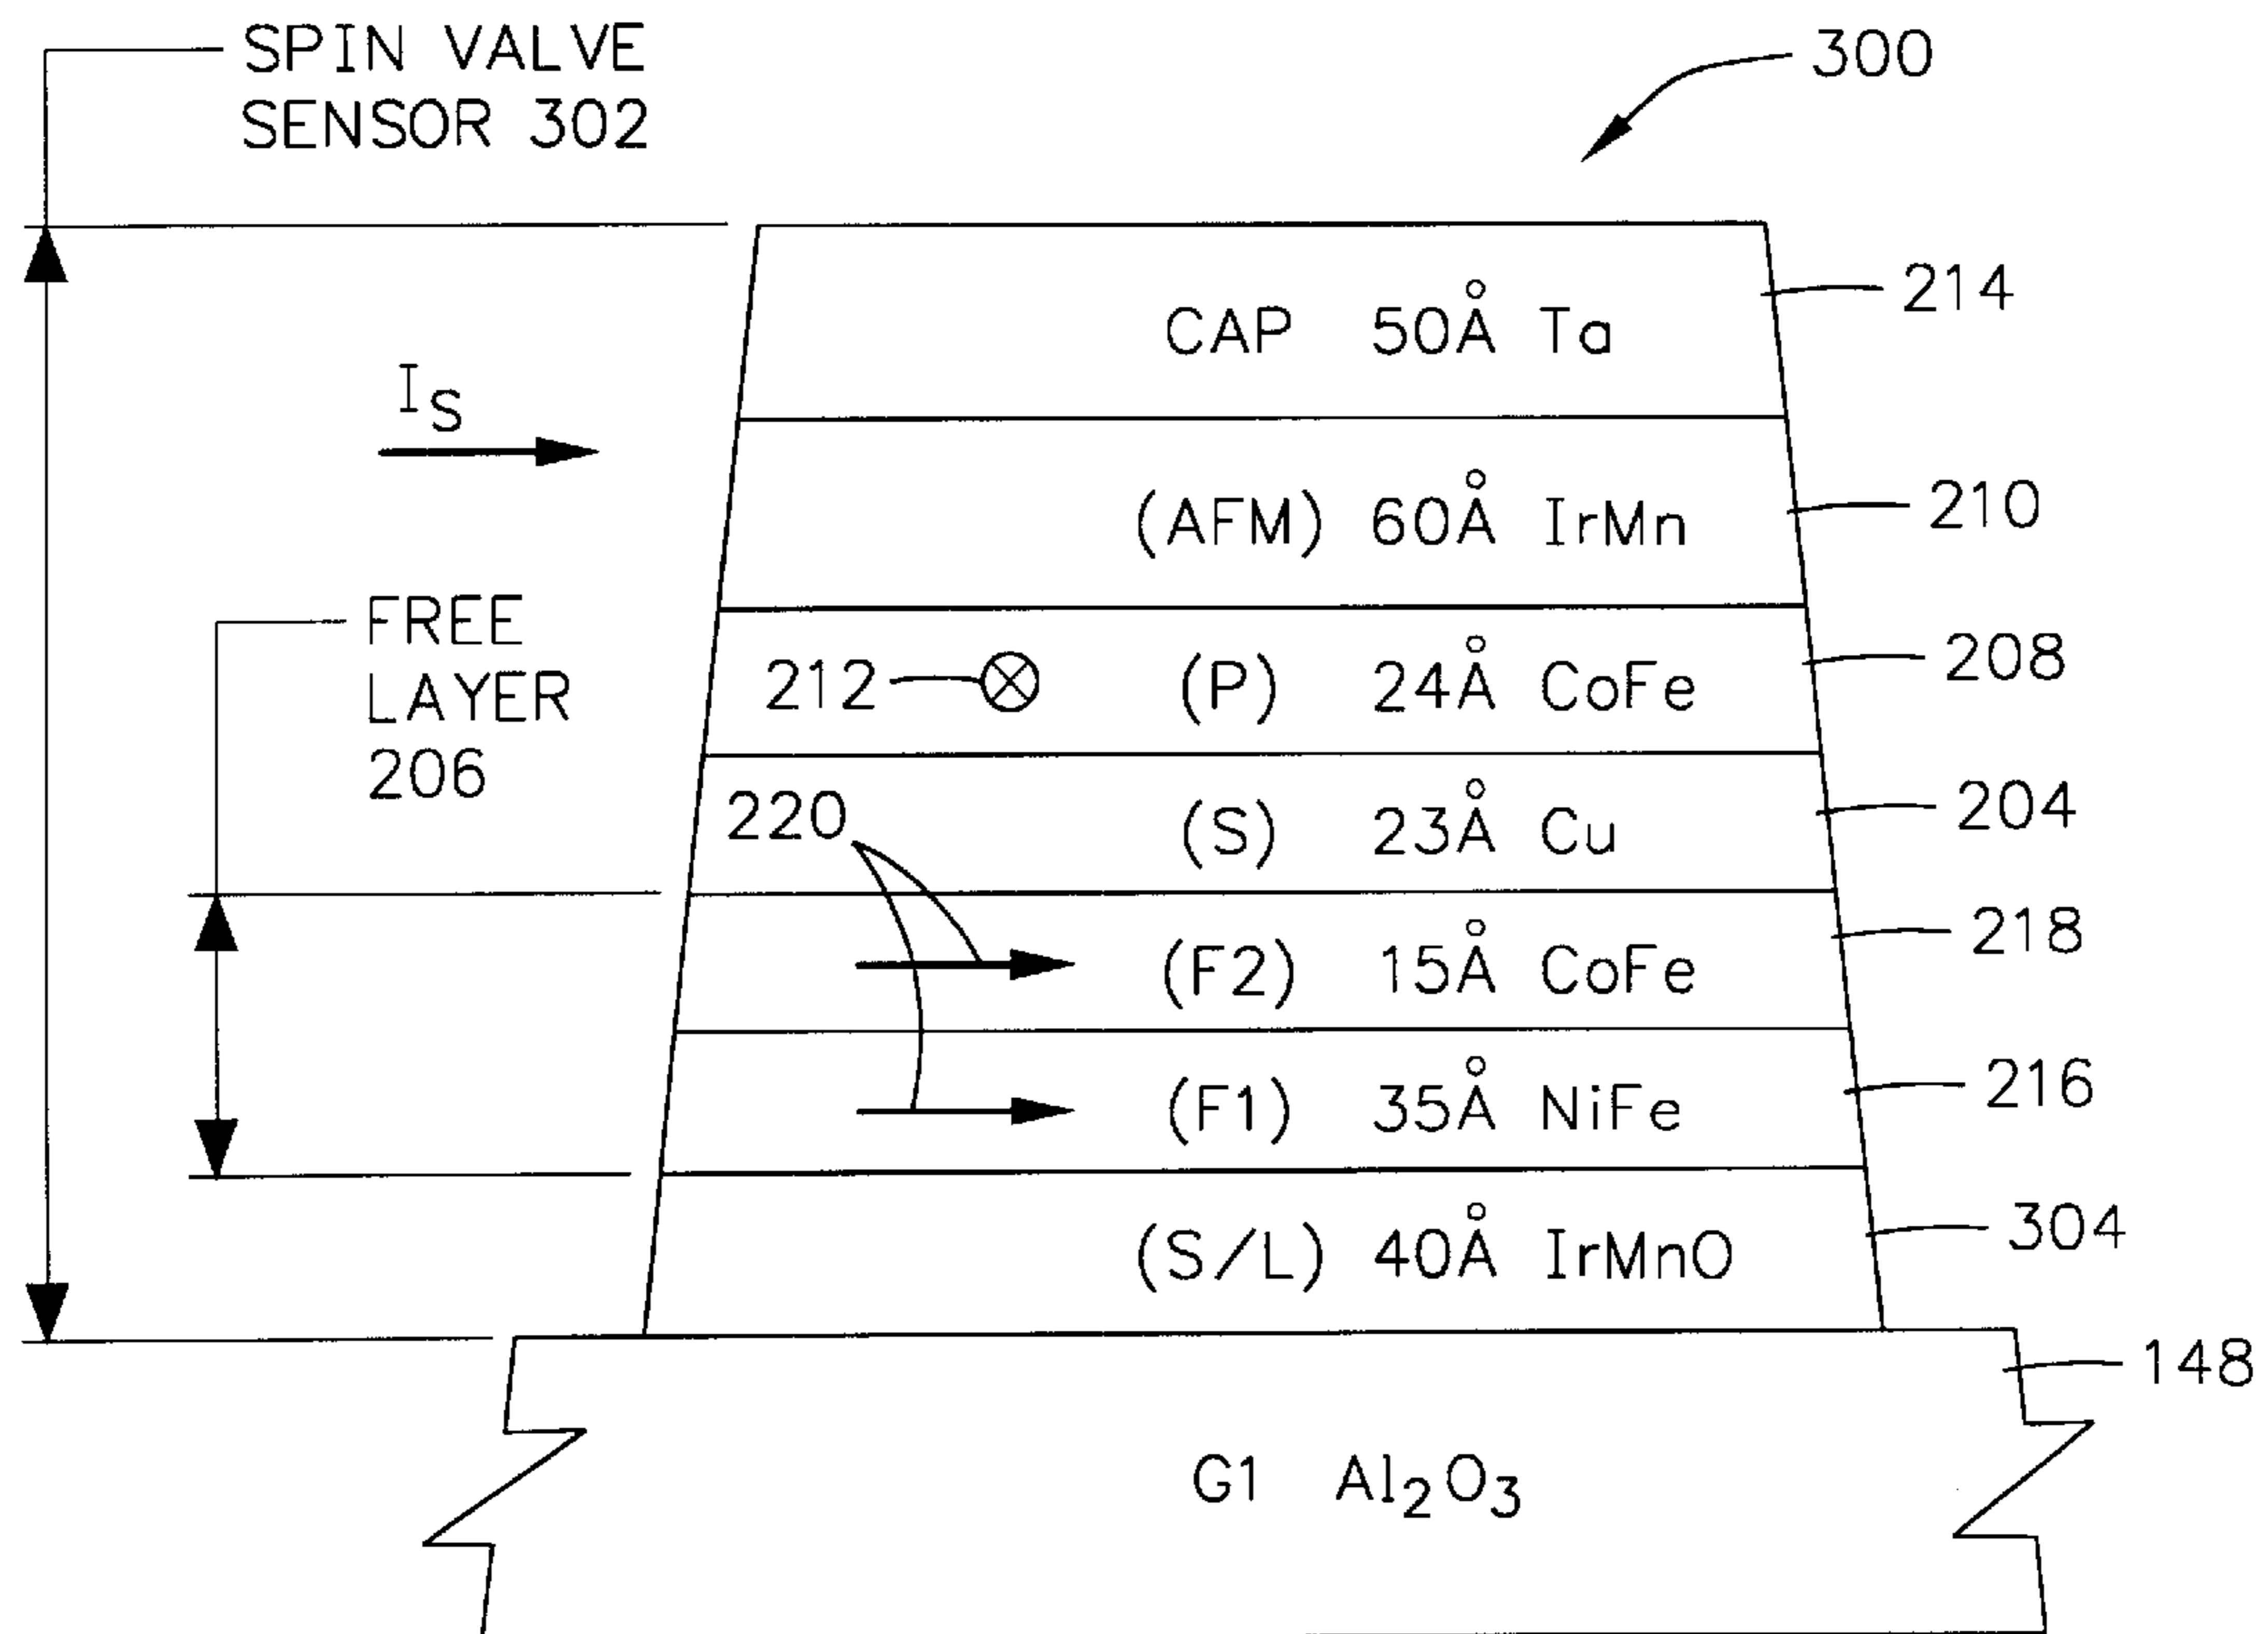 SPIN VALVE
SENSOR 302
300
CAP 50Å Ta
214
IS
(AFM) 60Å IrMn
210
FREE
LAYER
206
212
(P) 24Å CoFe
208
220
(S) 23Å Cu
204
(F2) 15Å CoFe
218
(F1) 35Å NiFe
216
(S/L) 40Å IrMnO
304
148
G1 Al₂O₃